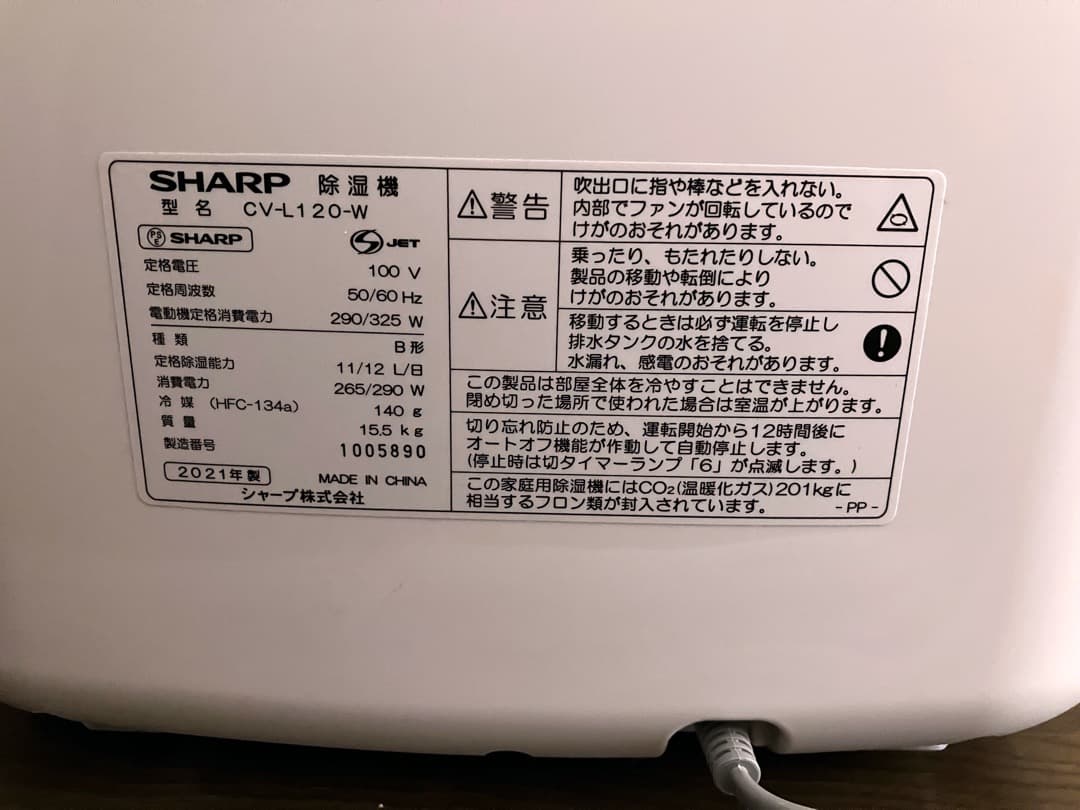 SHARP 除湿機
型名 CV-L120-W
PSE SHARP
S JET
定格電圧 100 V
定格周波数 50/60 Hz
電動機定格消費電力 290/325 W
種類 B形
定格除湿能力 11/12 L/日
消費電力 265/290 W
冷媒 (HFC-134a) 140 g
質量 15.5 kg
製造番号 1005890
2021年製 MADE IN CHINA
シャープ株式会社
警告
吹出口に指や棒などを入れない。
内部でファンが回転しているので
けがのおそれがあります。
注意
乗ったり、もたれたりしない。
製品の移動や転倒により
けがのおそれがあります。
移動するときは必ず運転を停止し
排水タンクの水を捨てる。
水漏れ、感電のおそれがあります。
この製品は部屋全体を冷やすことはできません。
閉め切った場所で使われた場合は室温が上がります。
切り忘れ防止のため、運転開始から12時間後に
オートオフ機能が作動して自動停止します。
(停止時は切タイマーランプ「6」が点滅します。)
この家庭用除湿機にはCO₂(温暖化ガス)201kgに
相当するフロン類が封入されています。 -PP-